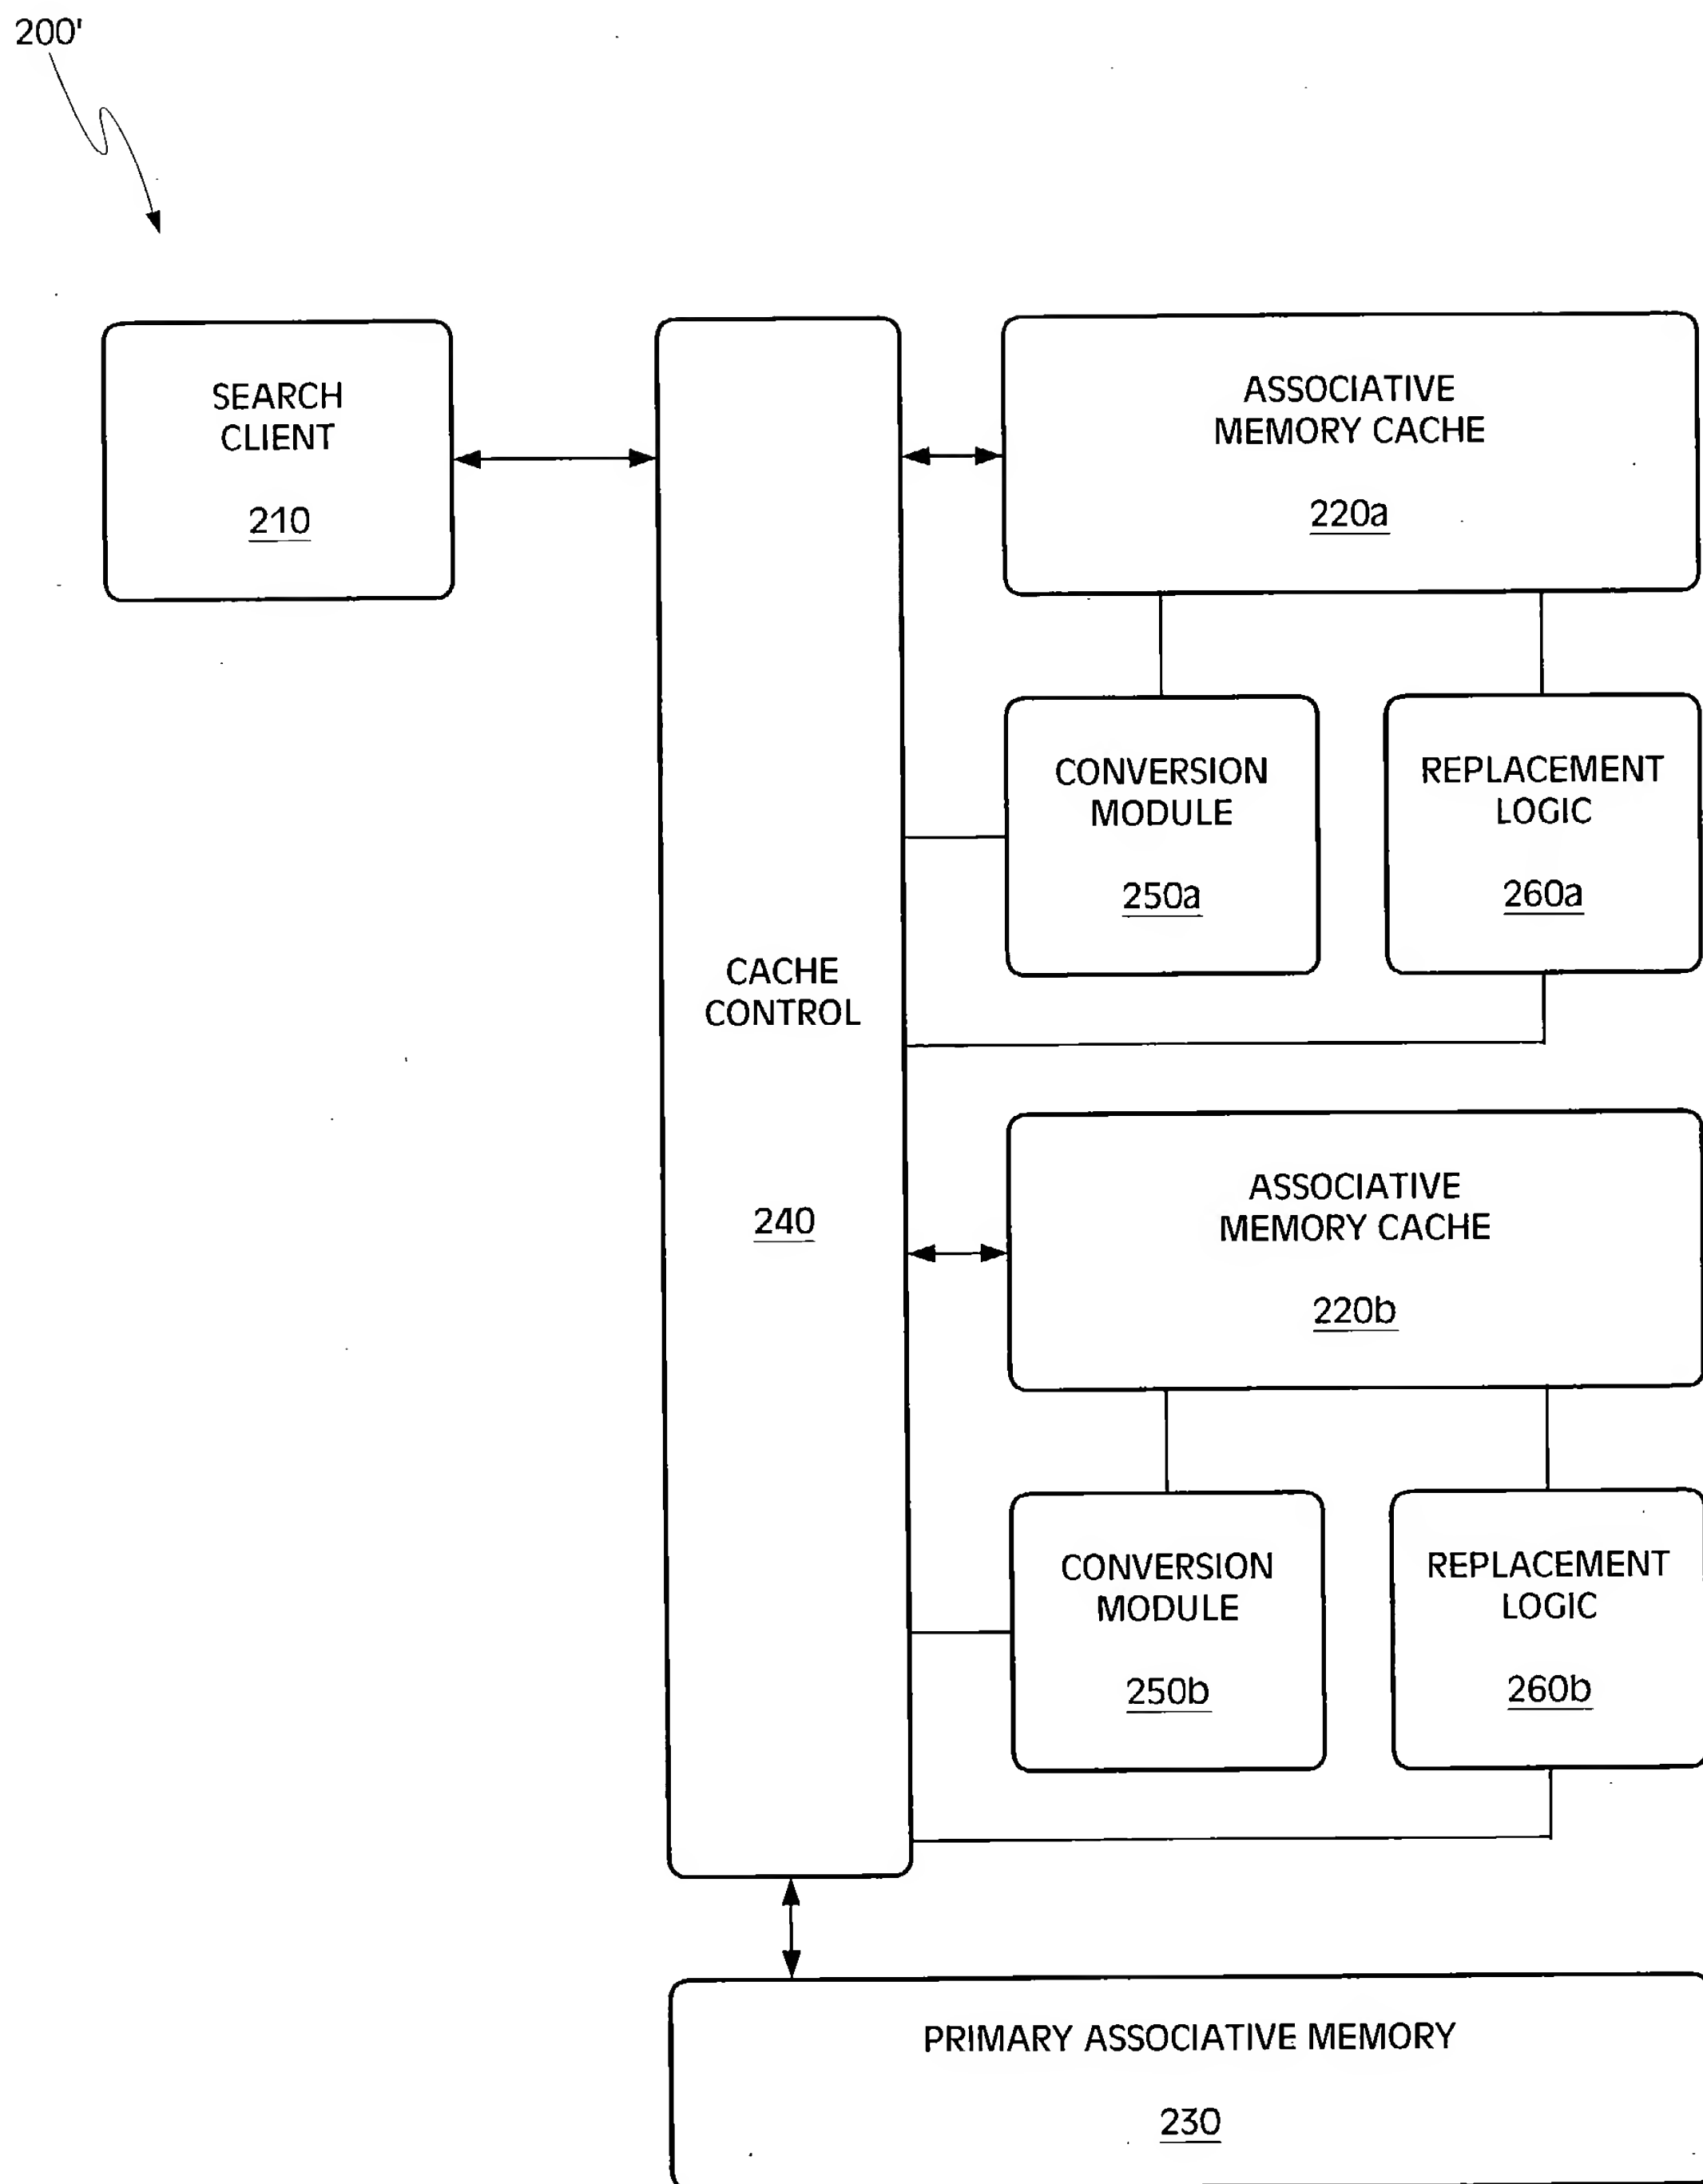 200'
SEARCH
CLIENT
210
ASSOCIATIVE
MEMORY CACHE
220a
CONVERSION
MODULE
250a
REPLACEMENT
LOGIC
260a
CACHE
CONTROL
240
ASSOCIATIVE
MEMORY CACHE
220b
CONVERSION
MODULE
250b
REPLACEMENT
LOGIC
260b
PRIMARY ASSOCIATIVE MEMORY
230